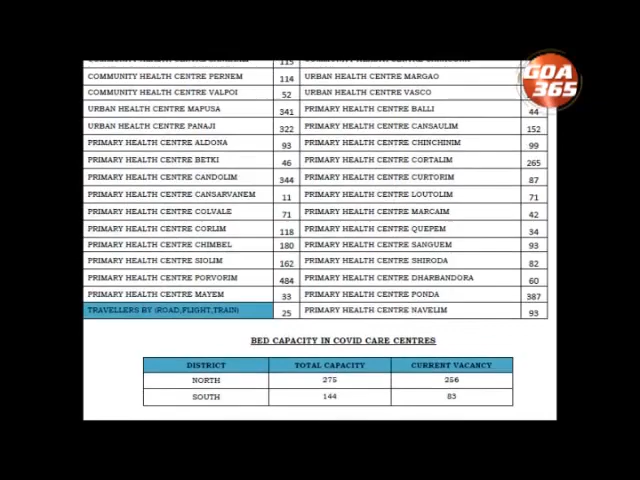 115
COMMUNITY HEALTH CENTRE PERNEM 114 URBAN HEALTH CENTRE MARGAO
COMMUNITY HEALTH CENTRE VALPOI 52 URBAN HEALTH CENTRE VASCO
URBAN HEALTH CENTRE MAPUSA 341 PRIMARY HEALTH CENTRE BALLI 44
URBAN HEALTH CENTRE PANAJI 322 PRIMARY HEALTH CENTRE CANSAULIM 152
PRIMARY HEALTH CENTRE ALDONA 93 PRIMARY HEALTH CENTRE CHINCHINIM 99
PRIMARY HEALTH CENTRE BETKI 46 PRIMARY HEALTH CENTRE CORTALIM 265
PRIMARY HEALTH CENTRE CANDOLIM 344 PRIMARY HEALTH CENTRE CURTORIM 87
PRIMARY HEALTH CENTRE CANSARVANEM 11 PRIMARY HEALTH CENTRE LOUTOLIM 71
PRIMARY HEALTH CENTRE COLVALE 71 PRIMARY HEALTH CENTRE MARCAIM 42
PRIMARY HEALTH CENTRE CORLIM 118 PRIMARY HEALTH CENTRE QUEPEM 34
PRIMARY HEALTH CENTRE CHIMBEL 180 PRIMARY HEALTH CENTRE SANGUEM 93
PRIMARY HEALTH CENTRE SIOLIM 162 PRIMARY HEALTH CENTRE SHIRODA 82
PRIMARY HEALTH CENTRE PORVORIM 484 PRIMARY HEALTH CENTRE DHARBANDORA 60
PRIMARY HEALTH CENTRE MAYEM 33 PRIMARY HEALTH CENTRE PONDA 387
TRAVELLERS BY (ROAD,FLIGHT,TRAIN) 25 PRIMARY HEALTH CENTRE NAVELIM 93
BED CAPACITY IN COVID CARE CENTRES
DISTRICT TOTAL CAPACITY CURRENT VACANCY
NORTH 275 256
SOUTH 144 83
GOA
365